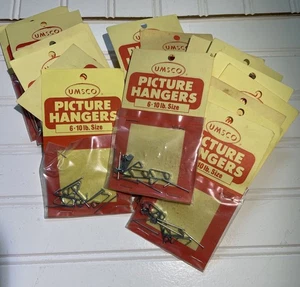 UMSCO
PICTURE
HANGERS
6-10 lb. Size
UMSCO
PICTURE
HANGERS
6-10 lb. Size
UMSCO
PICTURE
HANGERS
6-10 lb. Size